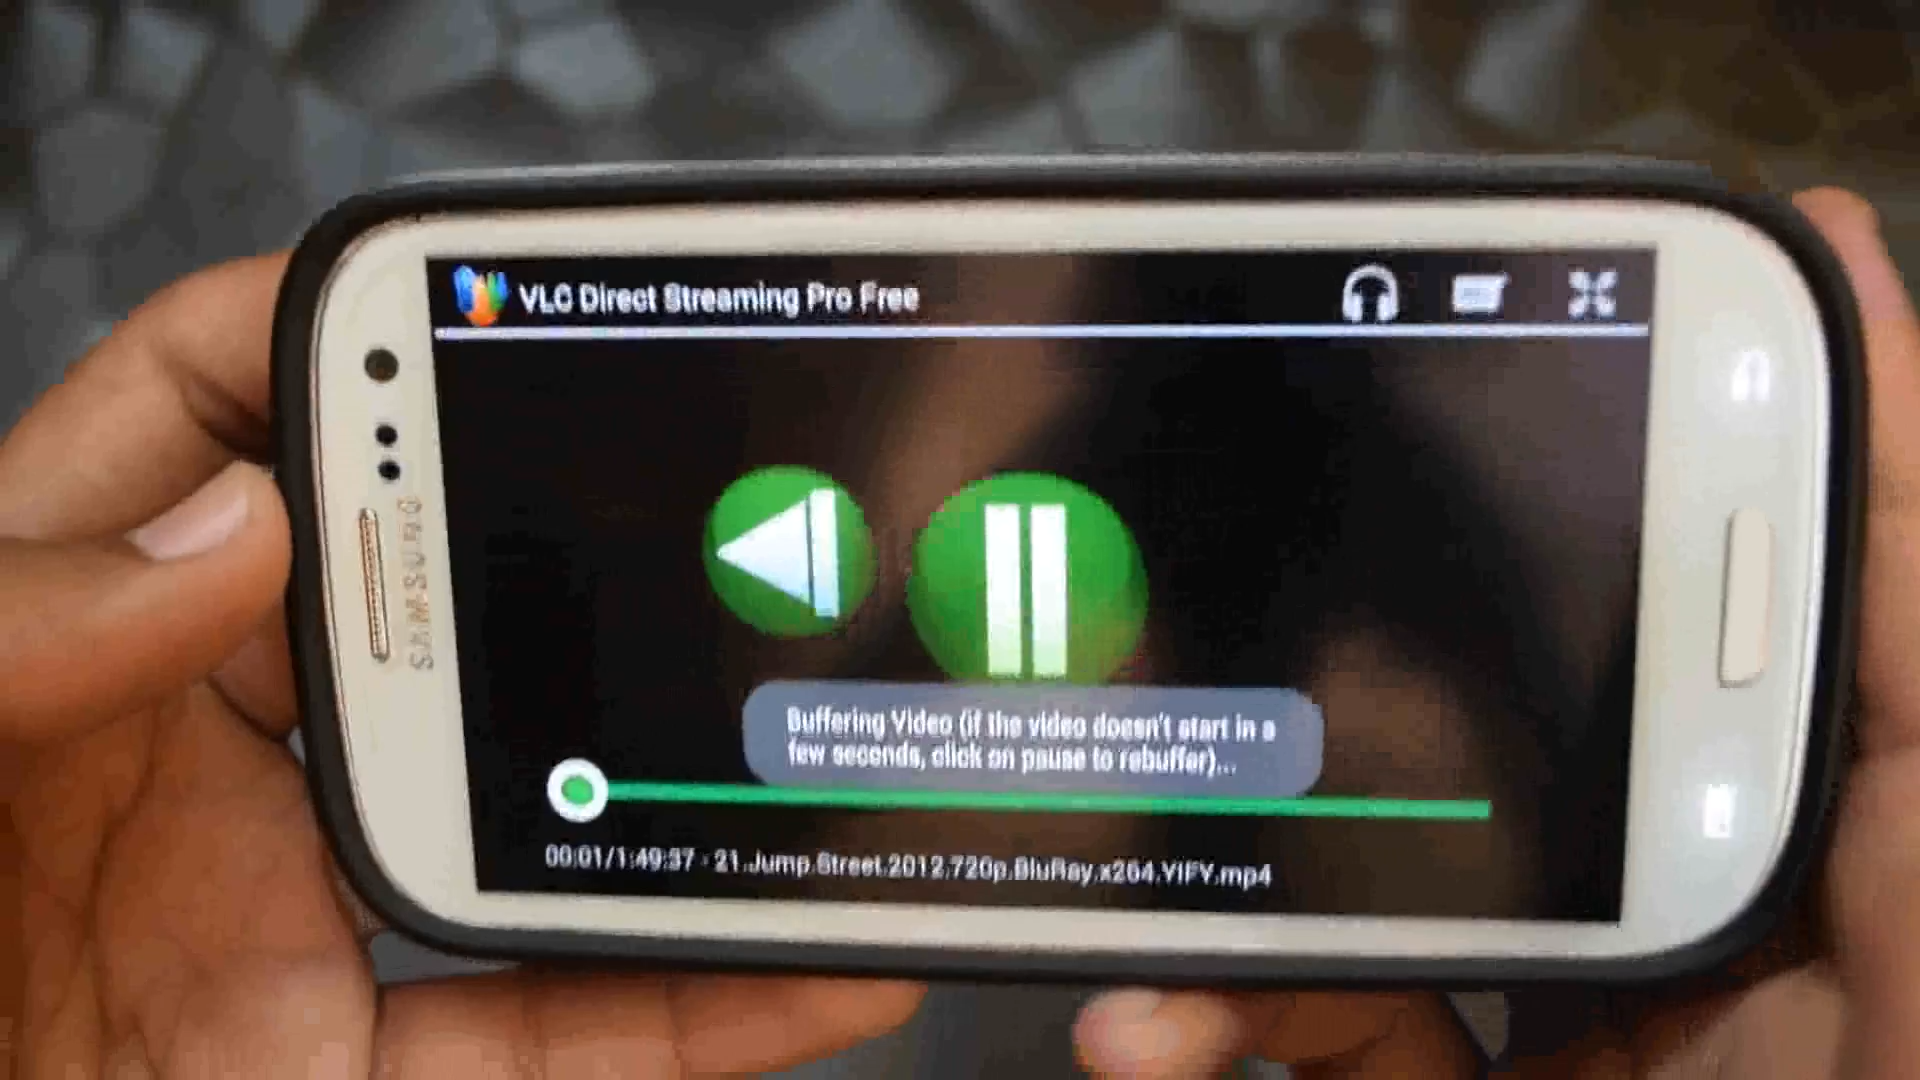 VLC Direct Streaming Pro Free
SAMSUNG
Buffering Video (if the video doesn't start in a
few seconds, click on pause to rebuffer)...
00:01/1:49:37 - 21.Jump.Street.2012.720p.BluRay.x264.YIFY.mp4